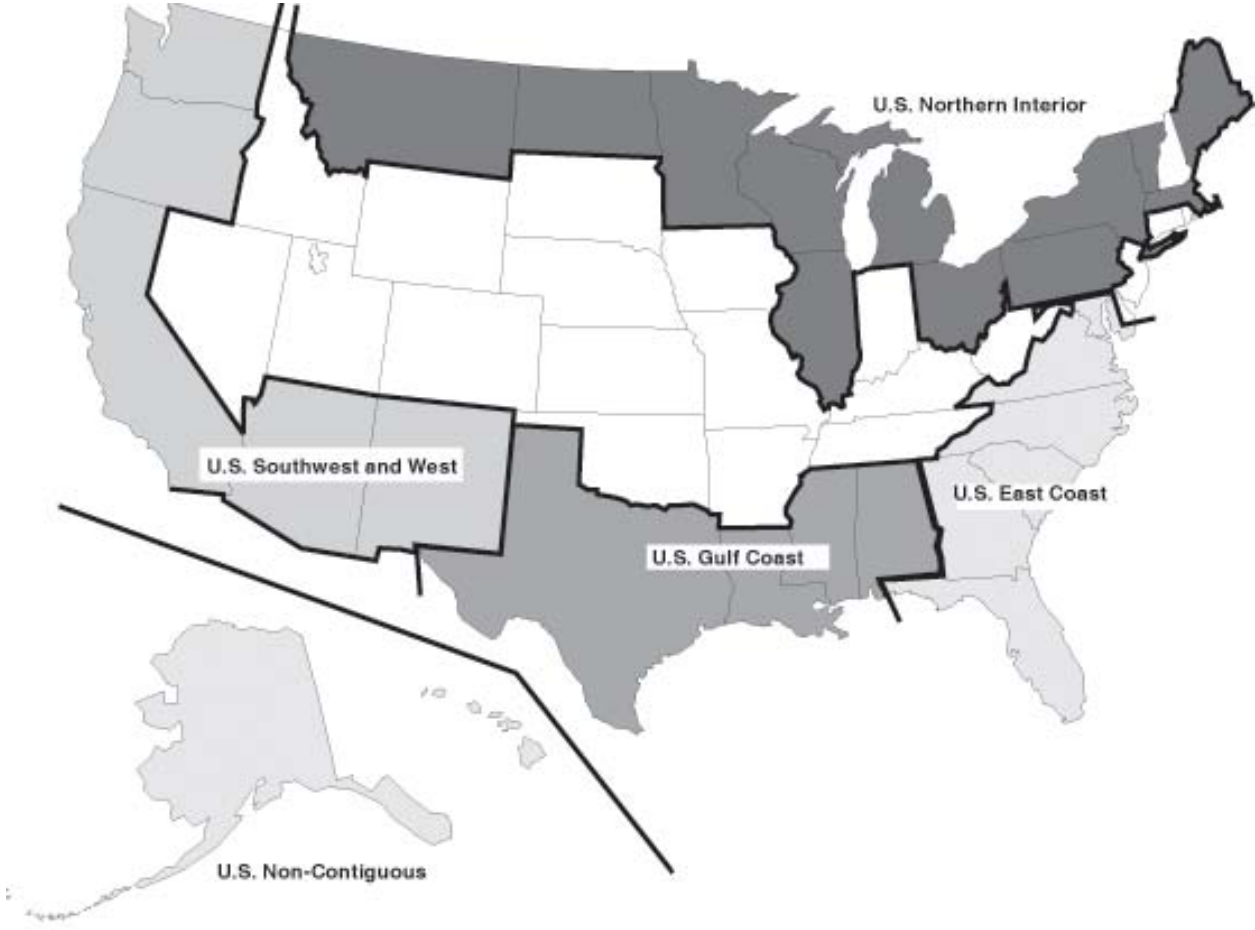 U.S. Northern Interior
U.S. Southwest and West
U.S. East Coast
U.S. Gulf Coast
U.S. Non-Contiguous